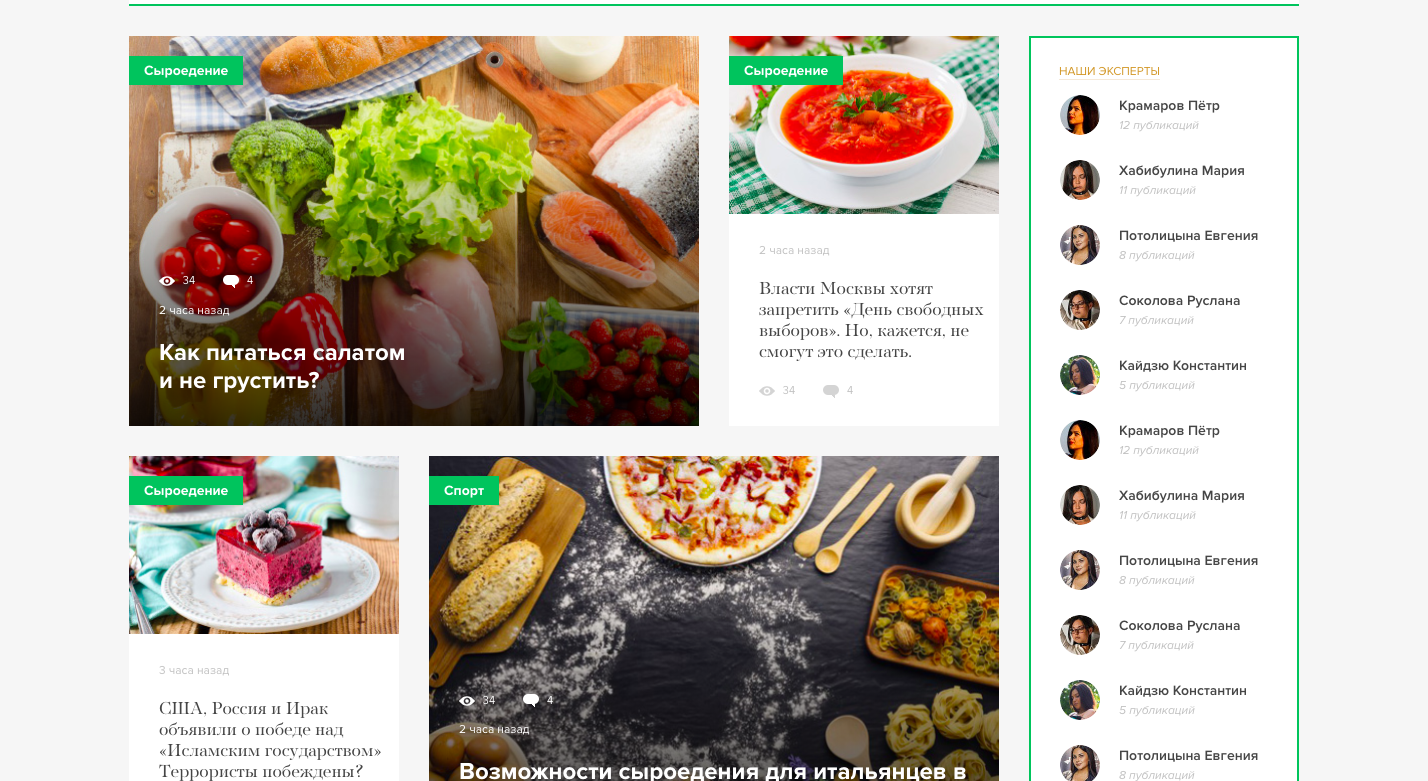 Сыроедение
34 4
2 часа назад
Как питаться салатом
и не грустить?
Сыроедение
2 часа назад
Власти Москвы хотят
запретить «День свободных
выборов». Но, кажется, не
смогут это сделать.
34 4
Сыроедение
3 часа назад
США, Россия и Ирак
объявили о победе над
«Исламским государством»
Террористы побеждены?
Спорт
34 4
2 часа назад
Возможности сыроедения для итальянцев в
НАШИ ЭКСПЕРТЫ
Крамаров Пётр
12 публикаций
Хабибулина Мария
11 публикаций
Потолицына Евгения
8 публикаций
Соколова Руслана
7 публикаций
Кайдзю Константин
5 публикаций
Крамаров Пётр
12 публикаций
Хабибулина Мария
11 публикаций
Потолицына Евгения
8 публикаций
Соколова Руслана
7 публикаций
Кайдзю Константин
5 публикаций
Потолицына Евгения
8 публикаций